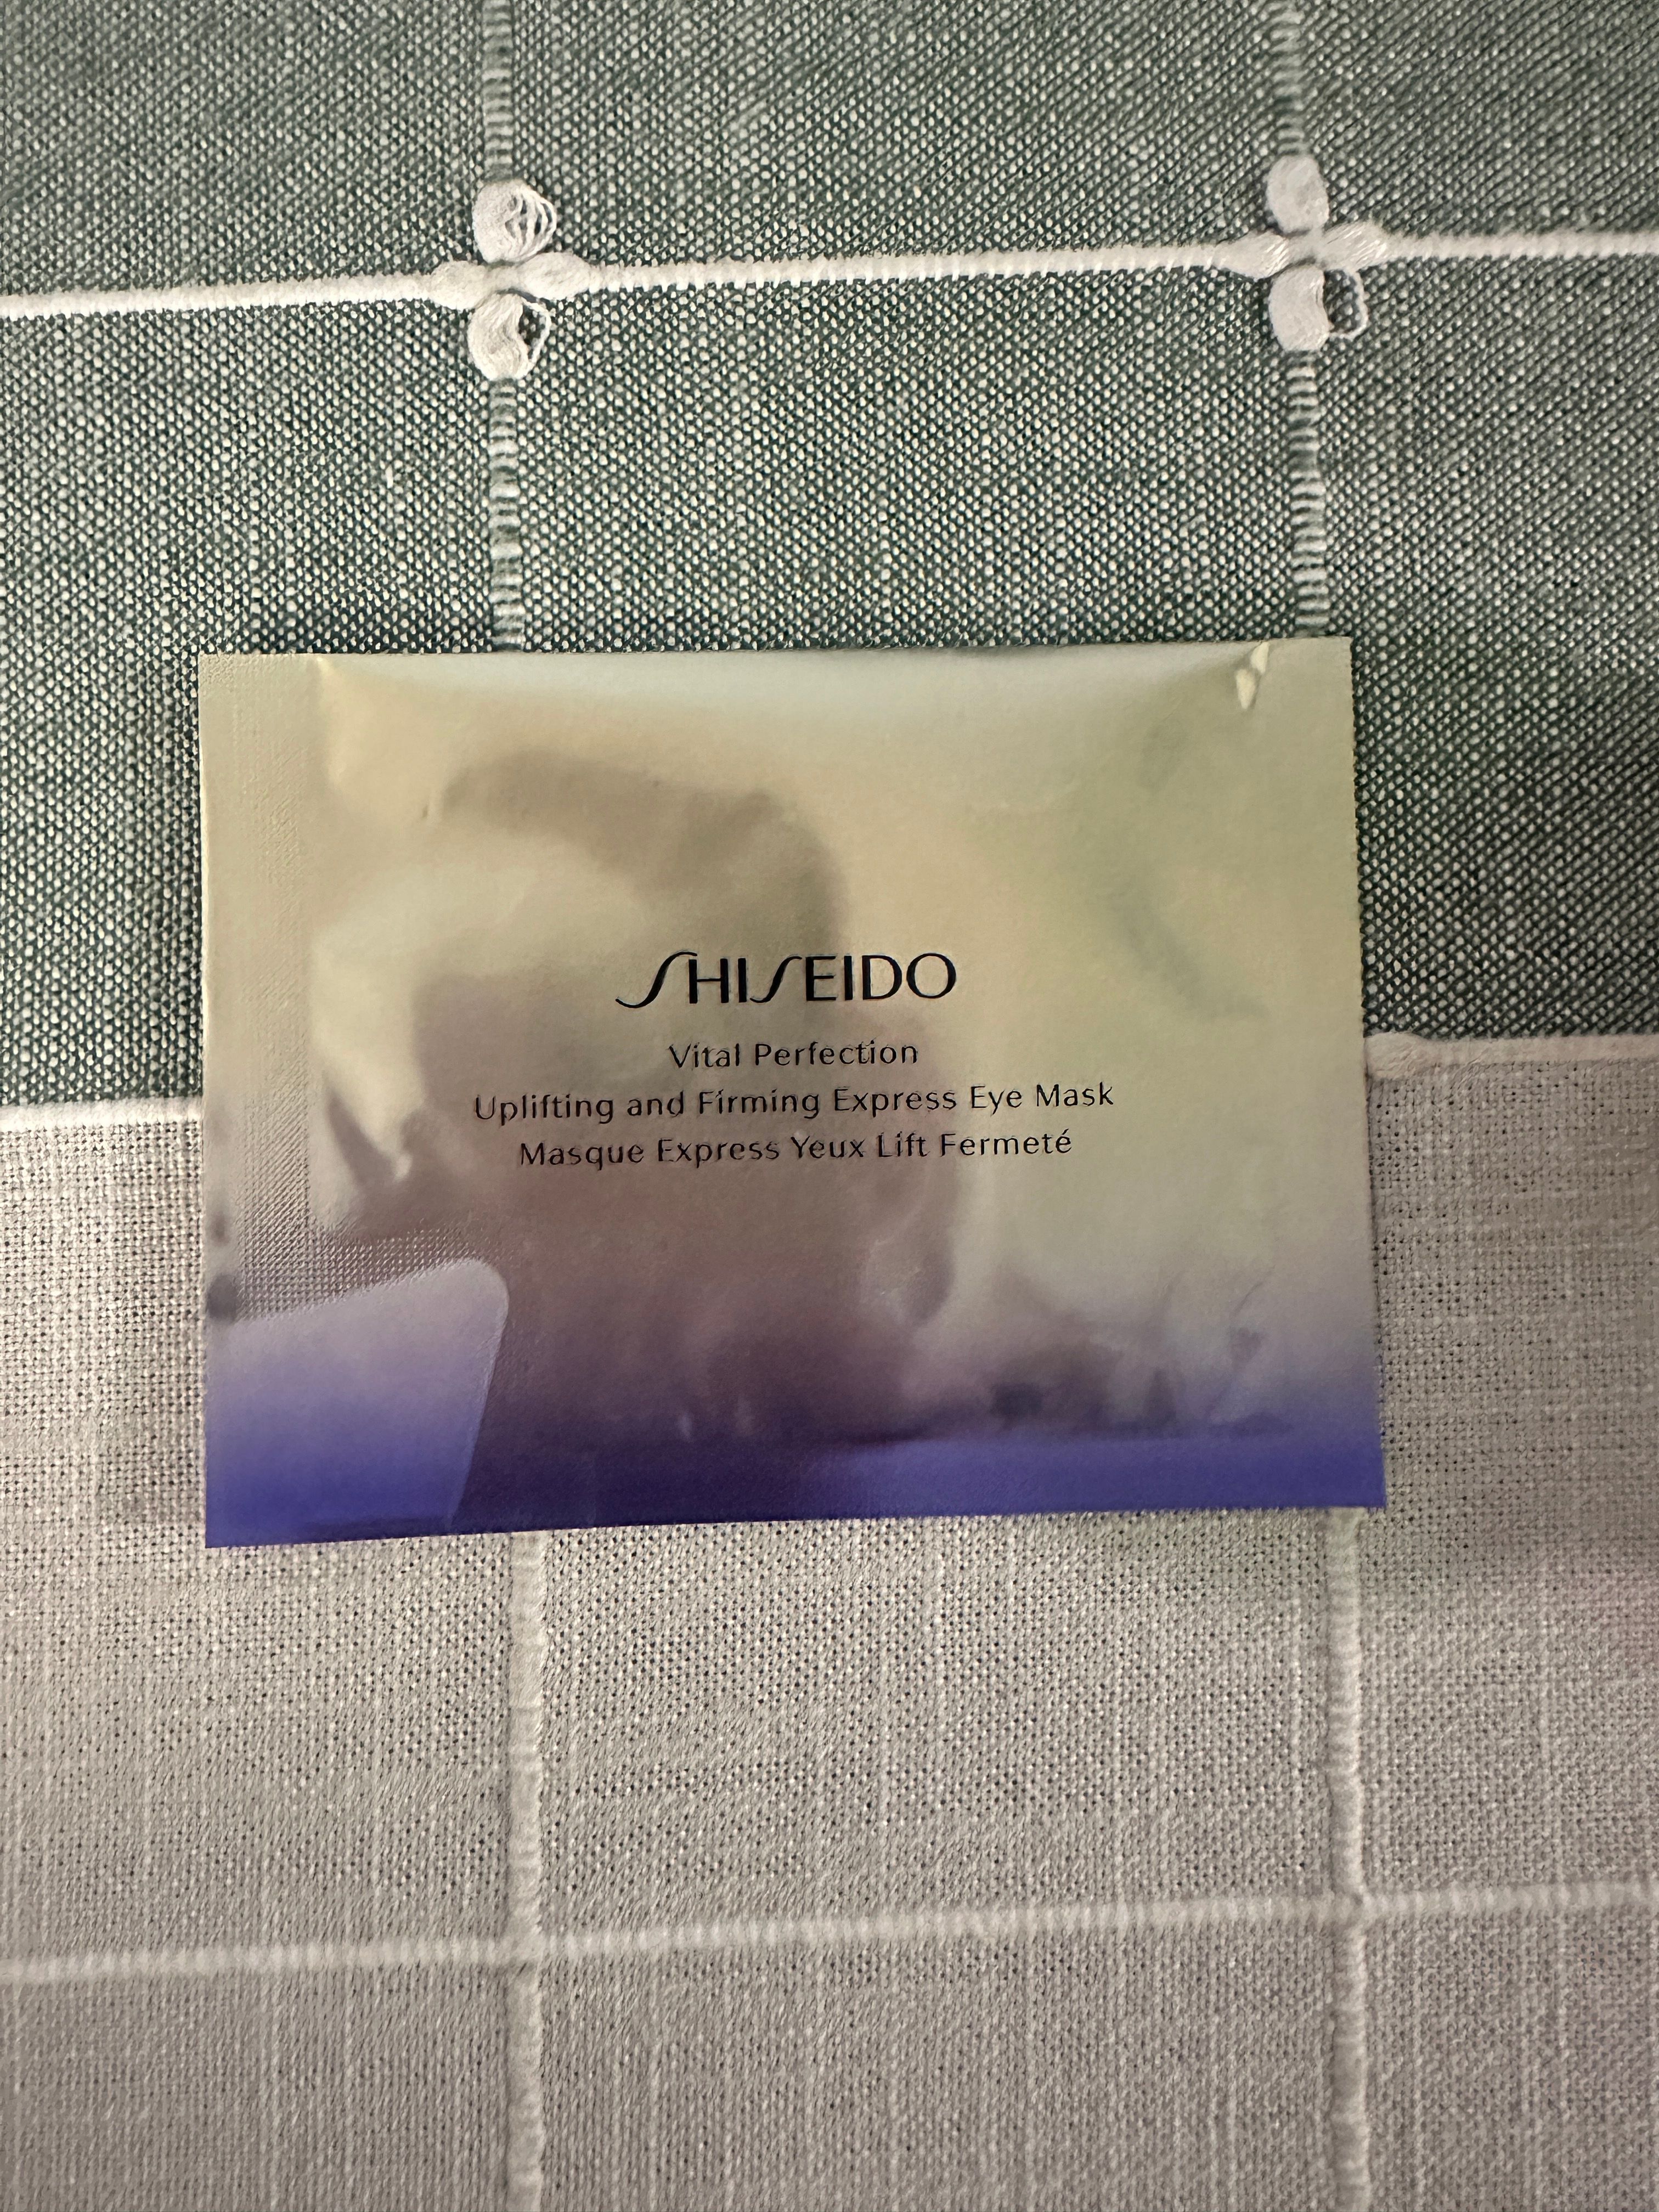 SHISEIDO
Vital Perfection
Uplifting and Firming Express Eye Mask
Masque Express Yeux Lift Fermeté